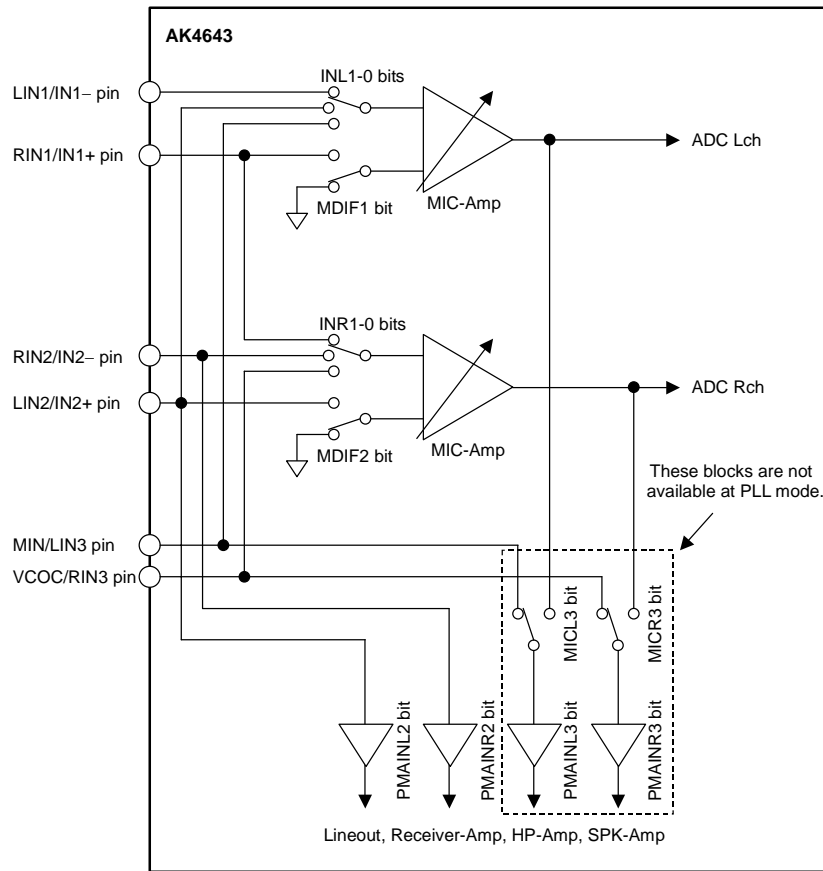 AK4643
LIN1/IN1− pin
INL1-0 bits
ADC Lch
RIN1/IN1+ pin
MDIF1 bit
MIC-Amp
INR1-0 bits
RIN2/IN2− pin
ADC Rch
LIN2/IN2+ pin
MDIF2 bit
MIC-Amp
These blocks are not
available at PLL mode.
MIN/LIN3 pin
VCOC/RIN3 pin
MICL3 bit
MICR3 bit
PMAINL2 bit
PMAINR2 bit
PMAINL3 bit
PMAINR3 bit
Lineout, Receiver-Amp, HP-Amp, SPK-Amp